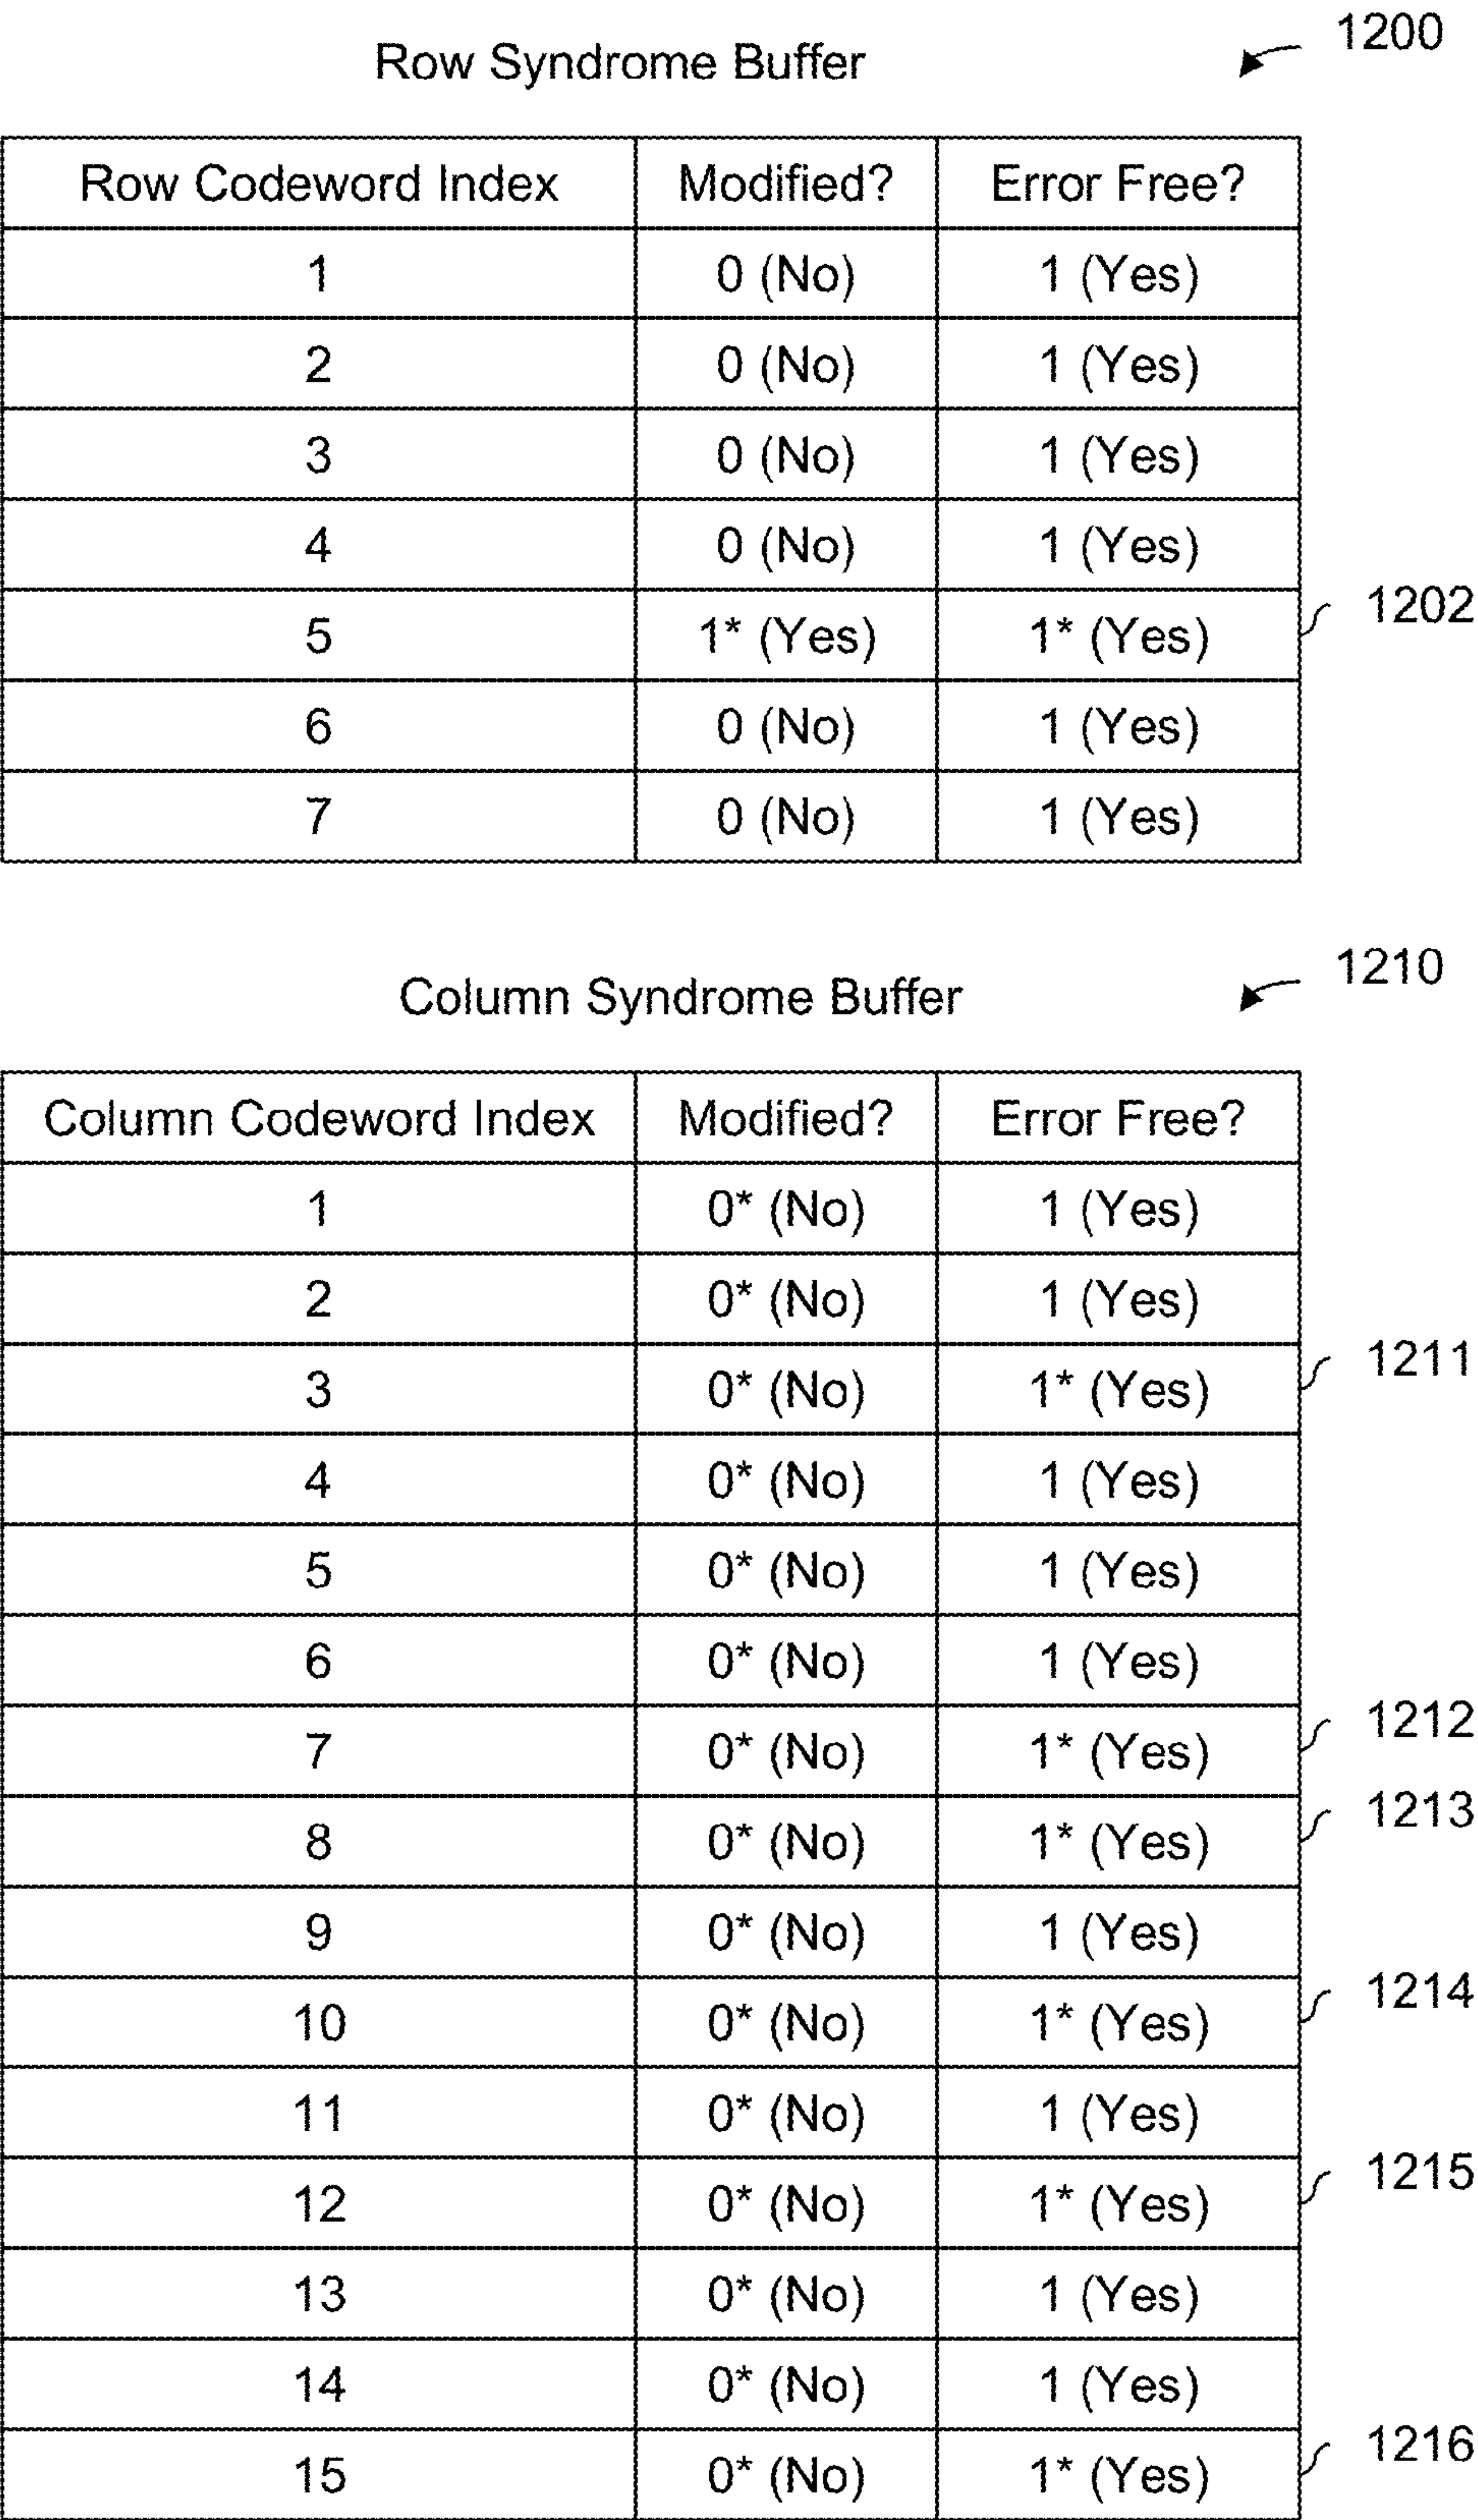 Row Syndrome Buffer 1200
Row Codeword Index Modified? Error Free?
1 0 (No) 1 (Yes)
2 0 (No) 1 (Yes)
3 0 (No) 1 (Yes)
4 0 (No) 1 (Yes)
5 1* (Yes) 1* (Yes) 1202
6 0 (No) 1 (Yes)
7 0 (No) 1 (Yes)
Column Syndrome Buffer 1210
Column Codeword Index Modified? Error Free?
1 0* (No) 1 (Yes)
2 0* (No) 1 (Yes)
3 0* (No) 1* (Yes) 1211
4 0* (No) 1 (Yes)
5 0* (No) 1 (Yes)
6 0* (No) 1 (Yes)
7 0* (No) 1* (Yes) 1212
8 0* (No) 1* (Yes) 1213
9 0* (No) 1 (Yes)
10 0* (No) 1* (Yes) 1214
11 0* (No) 1 (Yes)
12 0* (No) 1* (Yes) 1215
13 0* (No) 1 (Yes)
14 0* (No) 1 (Yes)
15 0* (No) 1* (Yes) 1216